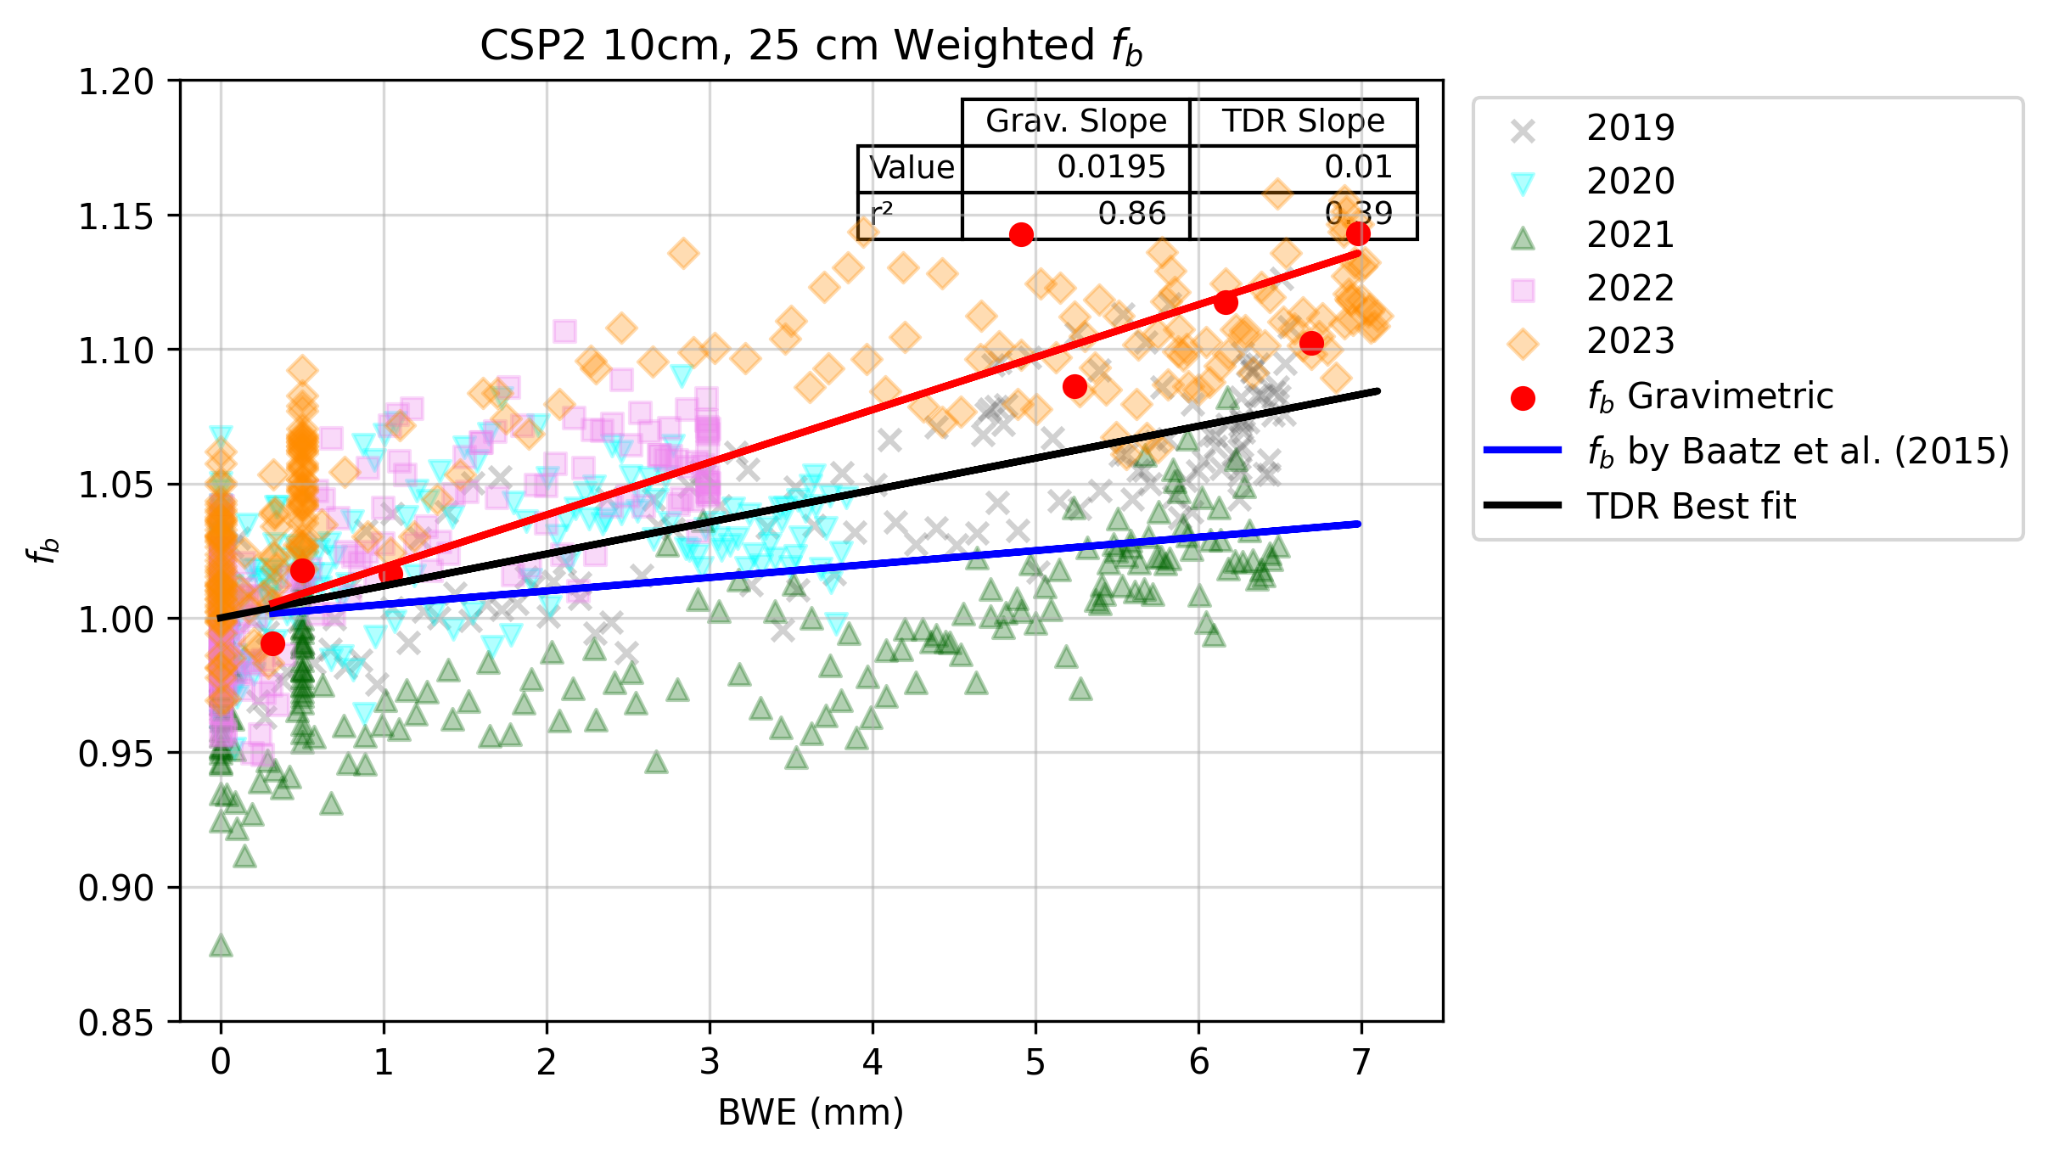 CSP2 10cm, 25 cm Weighted f_b
1.20
1.15
1.10
1.05
1.00
0.95
0.90
0.85
f_b
0 1 2 3 4 5 6 7
BWE (mm)
Grav. Slope TDR Slope
Value 0.0195 0.01
r² 0.86 0.39
2019
2020
2021
2022
2023
f_b Gravimetric
f_b by Baatz et al. (2015)
TDR Best fit